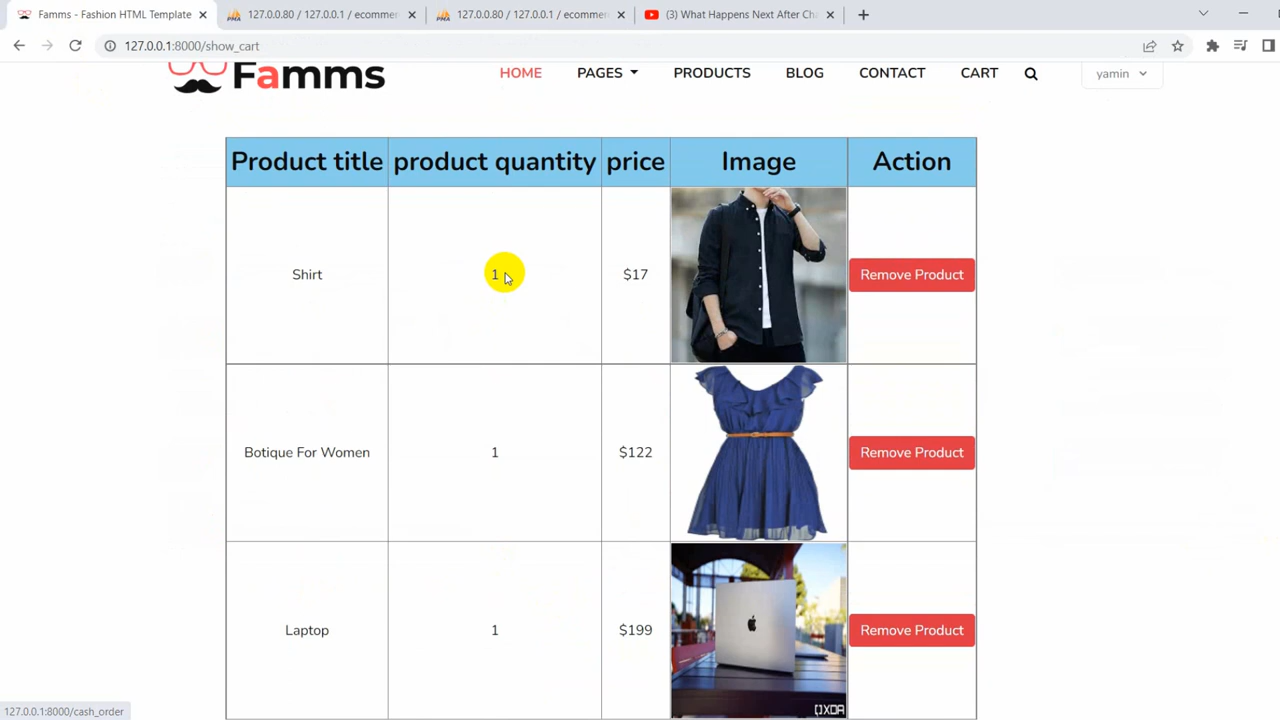 Famms - Fashion HTML Template
127.0.0.80 / 127.0.0.1 / ecommer
127.0.0.80 / 127.0.0.1 / ecommer
(3) What Happens Next After Cha
127.0.0.1:8000/show_cart
Famms
HOME
PAGES
PRODUCTS
BLOG
CONTACT
CART
yamin
Product title
product quantity
price
Image
Action
Shirt
1
$17
Remove Product
Botique For Women
1
$122
Remove Product
Laptop
1
$199
Remove Product
127.0.0.1:8000/cash_order